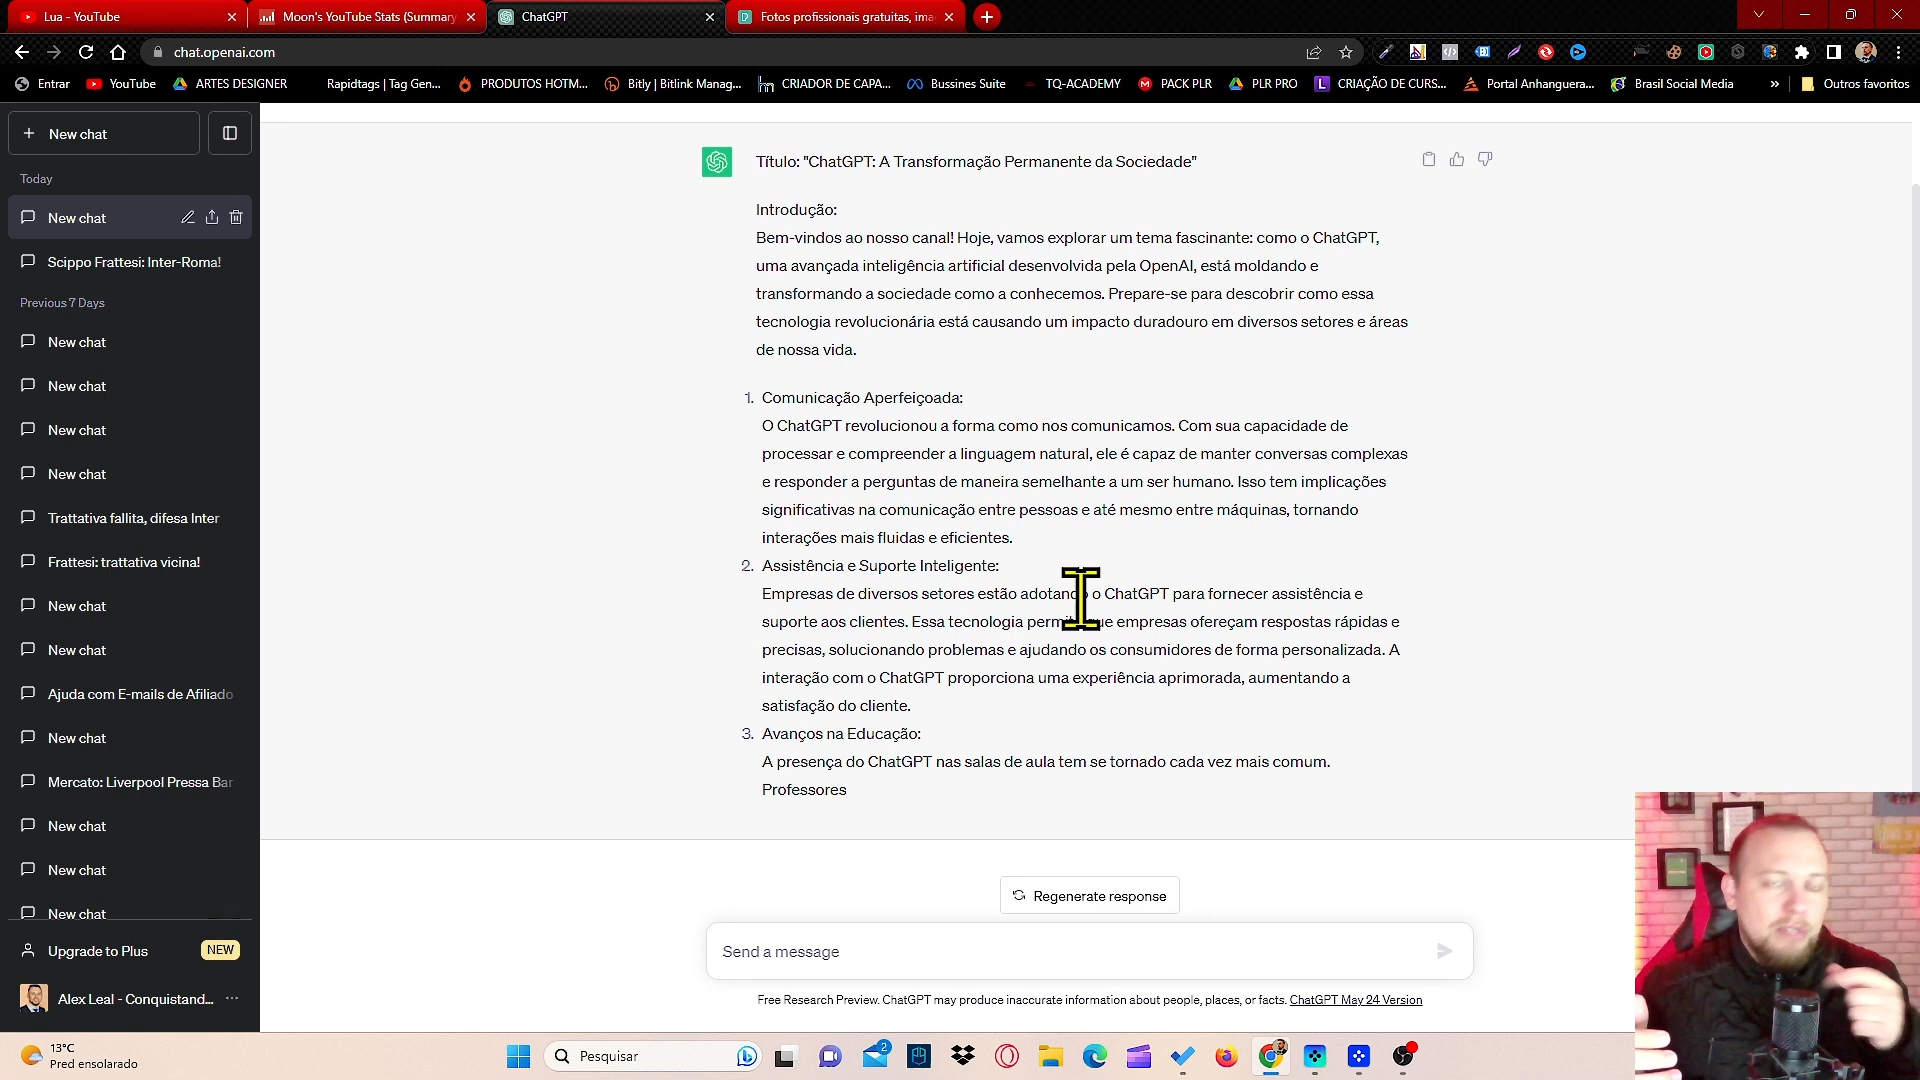 Lua - YouTube
Moon's YouTube Stats (Summary
ChatGPT
Fotos profissionais gratuitas, ima
chat.openai.com
Entrar
YouTube
ARTES DESIGNER
Rapidtags | Tag Gen...
PRODUTOS HOTM...
Bitly | Bitlink Manag...
CRIADOR DE CAPA...
Bussines Suite
TQ-ACADEMY
PACK PLR
PLR PRO
CRIAÇÃO DE CURS...
Portal Anhanguera...
Brasil Social Media
»
Outros favoritos
New chat
Today
New chat
Scippo Frattesi: Inter-Roma!
Previous 7 Days
New chat
New chat
New chat
New chat
Trattativa fallita, difesa Inter
Frattesi: trattativa vicina!
New chat
New chat
Ajuda com E-mails de Afiliado
New chat
Mercato: Liverpool Pressa Bar
New chat
New chat
New chat
Upgrade to Plus
NEW
Alex Leal - Conquistand...
Título: "ChatGPT: A Transformação Permanente da Sociedade"
Introdução:
Bem-vindos ao nosso canal! Hoje, vamos explorar um tema fascinante: como o ChatGPT,
uma avançada inteligência artificial desenvolvida pela OpenAI, está moldando e
transformando a sociedade como a conhecemos. Prepare-se para descobrir como essa
tecnologia revolucionária está causando um impacto duradouro em diversos setores e áreas
de nossa vida.
1. Comunicação Aperfeiçoada:
O ChatGPT revolucionou a forma como nos comunicamos. Com sua capacidade de
processar e compreender a linguagem natural, ele é capaz de manter conversas complexas
e responder a perguntas de maneira semelhante a um ser humano. Isso tem implicações
significativas na comunicação entre pessoas e até mesmo entre máquinas, tornando
interações mais fluidas e eficientes.
2. Assistência e Suporte Inteligente:
Empresas de diversos setores estão adotando o ChatGPT para fornecer assistência e
suporte aos clientes. Essa tecnologia permite que empresas ofereçam respostas rápidas e
precisas, solucionando problemas e ajudando os consumidores de forma personalizada. A
interação com o ChatGPT proporciona uma experiência aprimorada, aumentando a
satisfação do cliente.
3. Avanços na Educação:
A presença do ChatGPT nas salas de aula tem se tornado cada vez mais comum.
Professores
Regenerate response
Send a message
Free Research Preview. ChatGPT may produce inaccurate information about people, places, or facts. ChatGPT May 24 Version
13°C
Pred ensolarado
Pesquisar
2